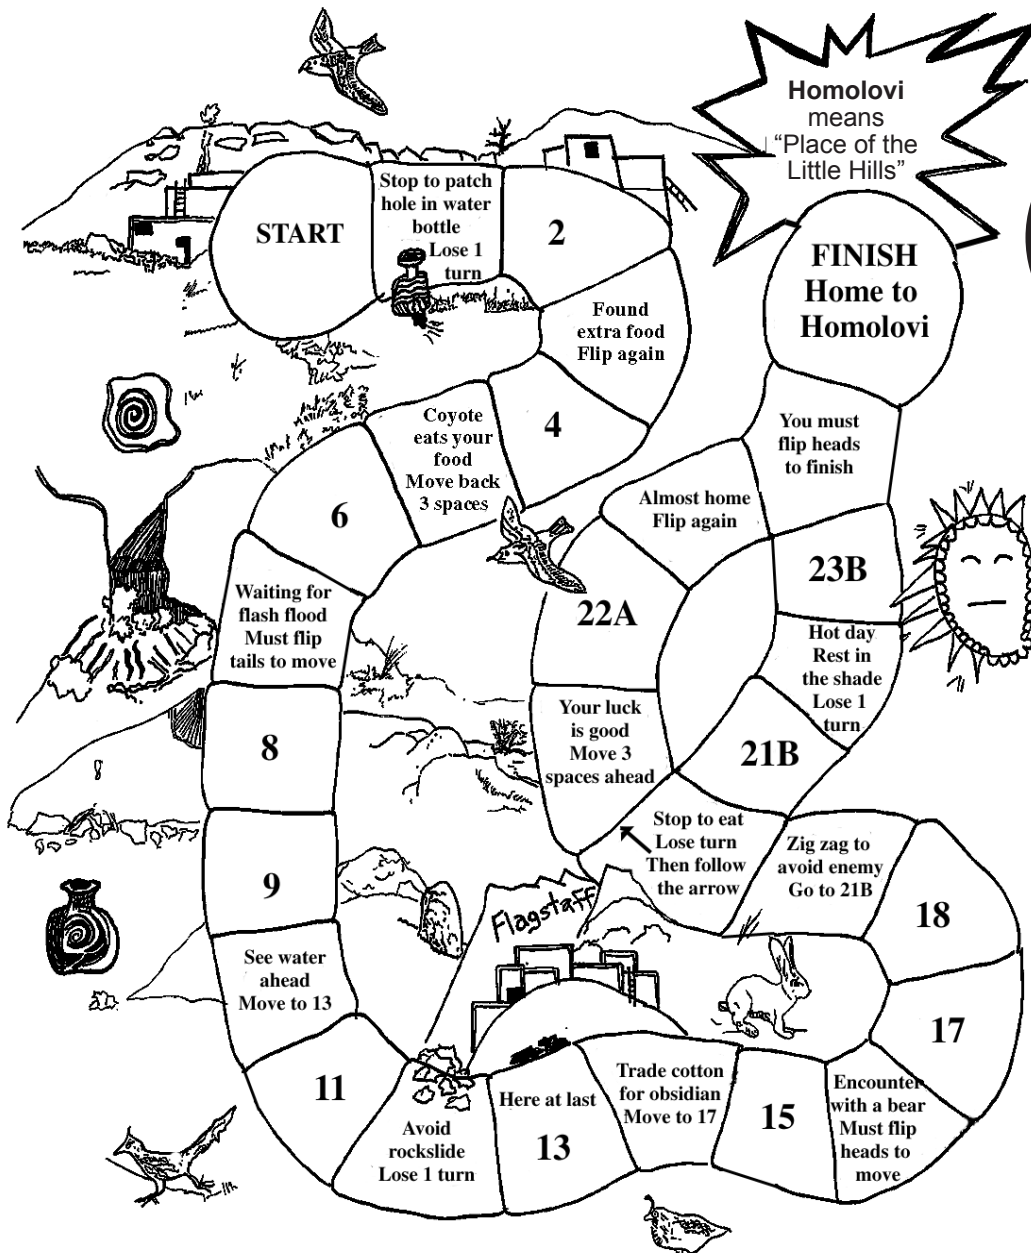 Homolovi
means
“Place of the
Little Hills”
START
Stop to patch
hole in water
bottle
Lose 1
turn
2
Found
extra food
Flip again
4
Coyote
eats your
food
Move back
3 spaces
6
Waiting for
flash flood
Must flip
tails to move
8
9
See water
ahead
Move to 13
11
Avoid
rockslide
Lose 1 turn
Here at last
13
Trade cotton
for obsidian
Move to 17
15
Encounter
with a bear
Must flip
heads to
move
17
18
Zig zag to
avoid enemy
Go to 21B
Stop to eat
Lose turn
Then follow
the arrow
Your luck
is good
Move 3
spaces ahead
22A
Almost home
Flip again
21B
Hot day
Rest in
the shade
Lose 1
turn
23B
You must
flip heads
to finish
FINISH
Home to
Homolovi
Flagstaff